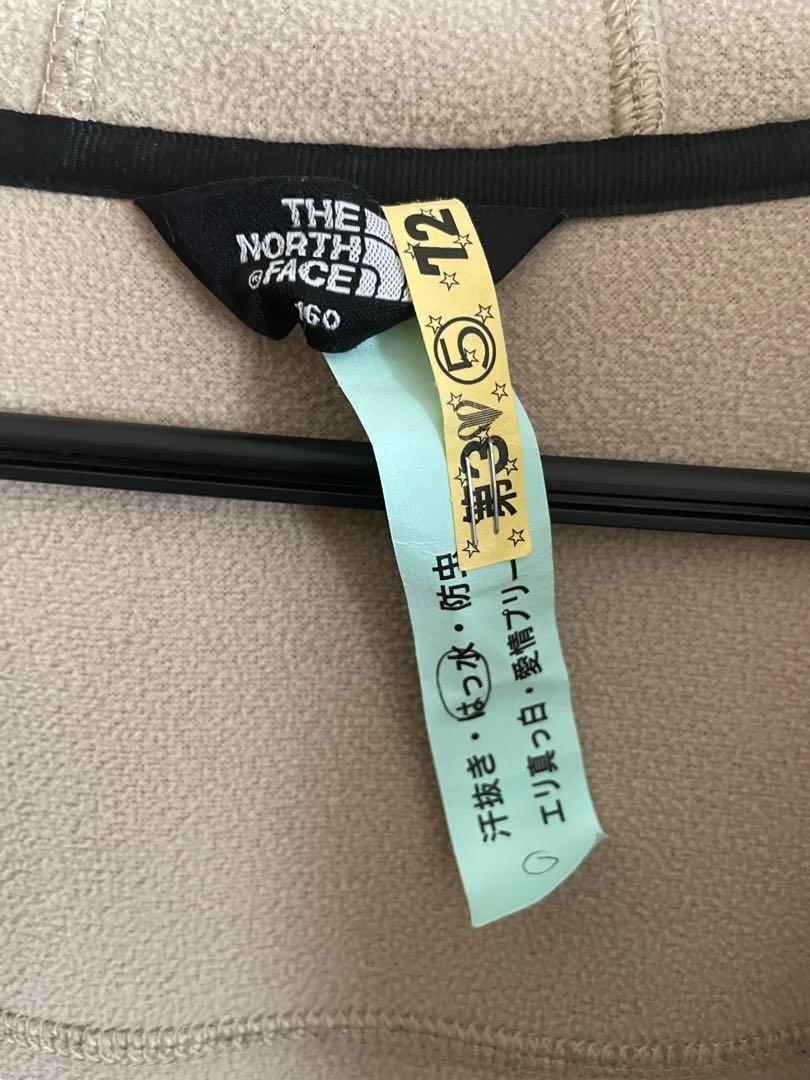 THE
NORTH
FACE
®
160
第3 ⑤ 12
汗抜き・はっ水・防虫
エリ真っ白・愛情プリー